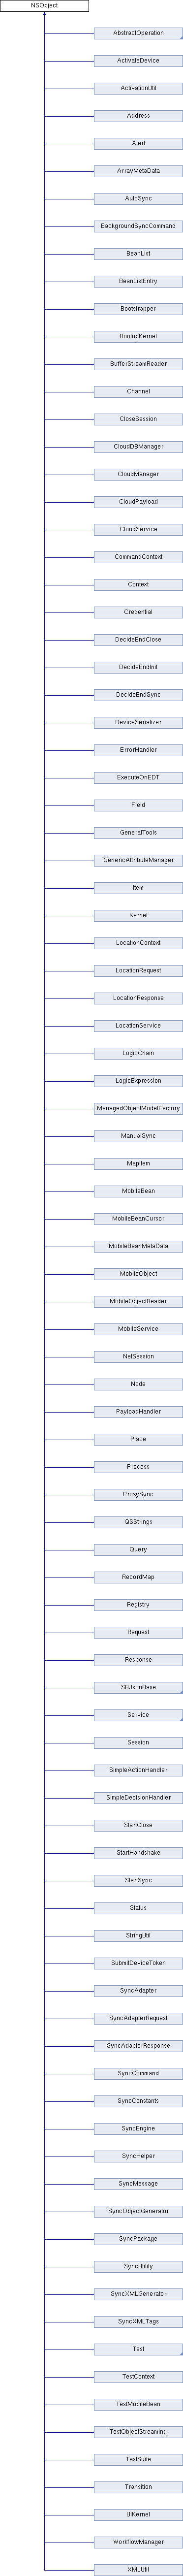 NSObject
AbstractOperation
ActivateDevice
ActivationUtil
Address
Alert
ArrayMetaData
AutoSync
BackgroundSyncCommand
BeanList
BeanListEntry
Bootstrapper
BootupKernel
BufferStreamReader
Channel
CloseSession
CloudDBManager
CloudManager
CloudPayload
CloudService
CommandContext
Context
Credential
DecideEndClose
DecideEndInit
DecideEndSync
DeviceSerializer
ErrorHandler
ExecuteOnEDT
Field
GeneralTools
GenericAttributeManager
Item
Kernel
LocationContext
LocationRequest
LocationResponse
LocationService
LogicChain
LogicExpression
ManagedObjectModelFactory
ManualSync
MapItem
MobileBean
MobileBeanCursor
MobileBeanMetaData
MobileObject
MobileObjectReader
MobileService
NetSession
Node
PayloadHandler
Place
Process
ProxySync
QSStrings
Query
RecordMap
Registry
Request
Response
SBJsonBase
Service
Session
SimpleActionHandler
SimpleDecisionHandler
StartClose
StartHandshake
StartSync
Status
StringUtil
SubmitDeviceToken
SyncAdapter
SyncAdapterRequest
SyncAdapterResponse
SyncCommand
SyncConstants
SyncEngine
SyncHelper
SyncMessage
SyncObjectGenerator
SyncPackage
SyncUtility
SyncXMLGenerator
SyncXMLTags
Test
TestContext
TestMobileBean
TestObjectStreaming
TestSuite
Transition
UIKernel
WorkflowManager
XMLUtil